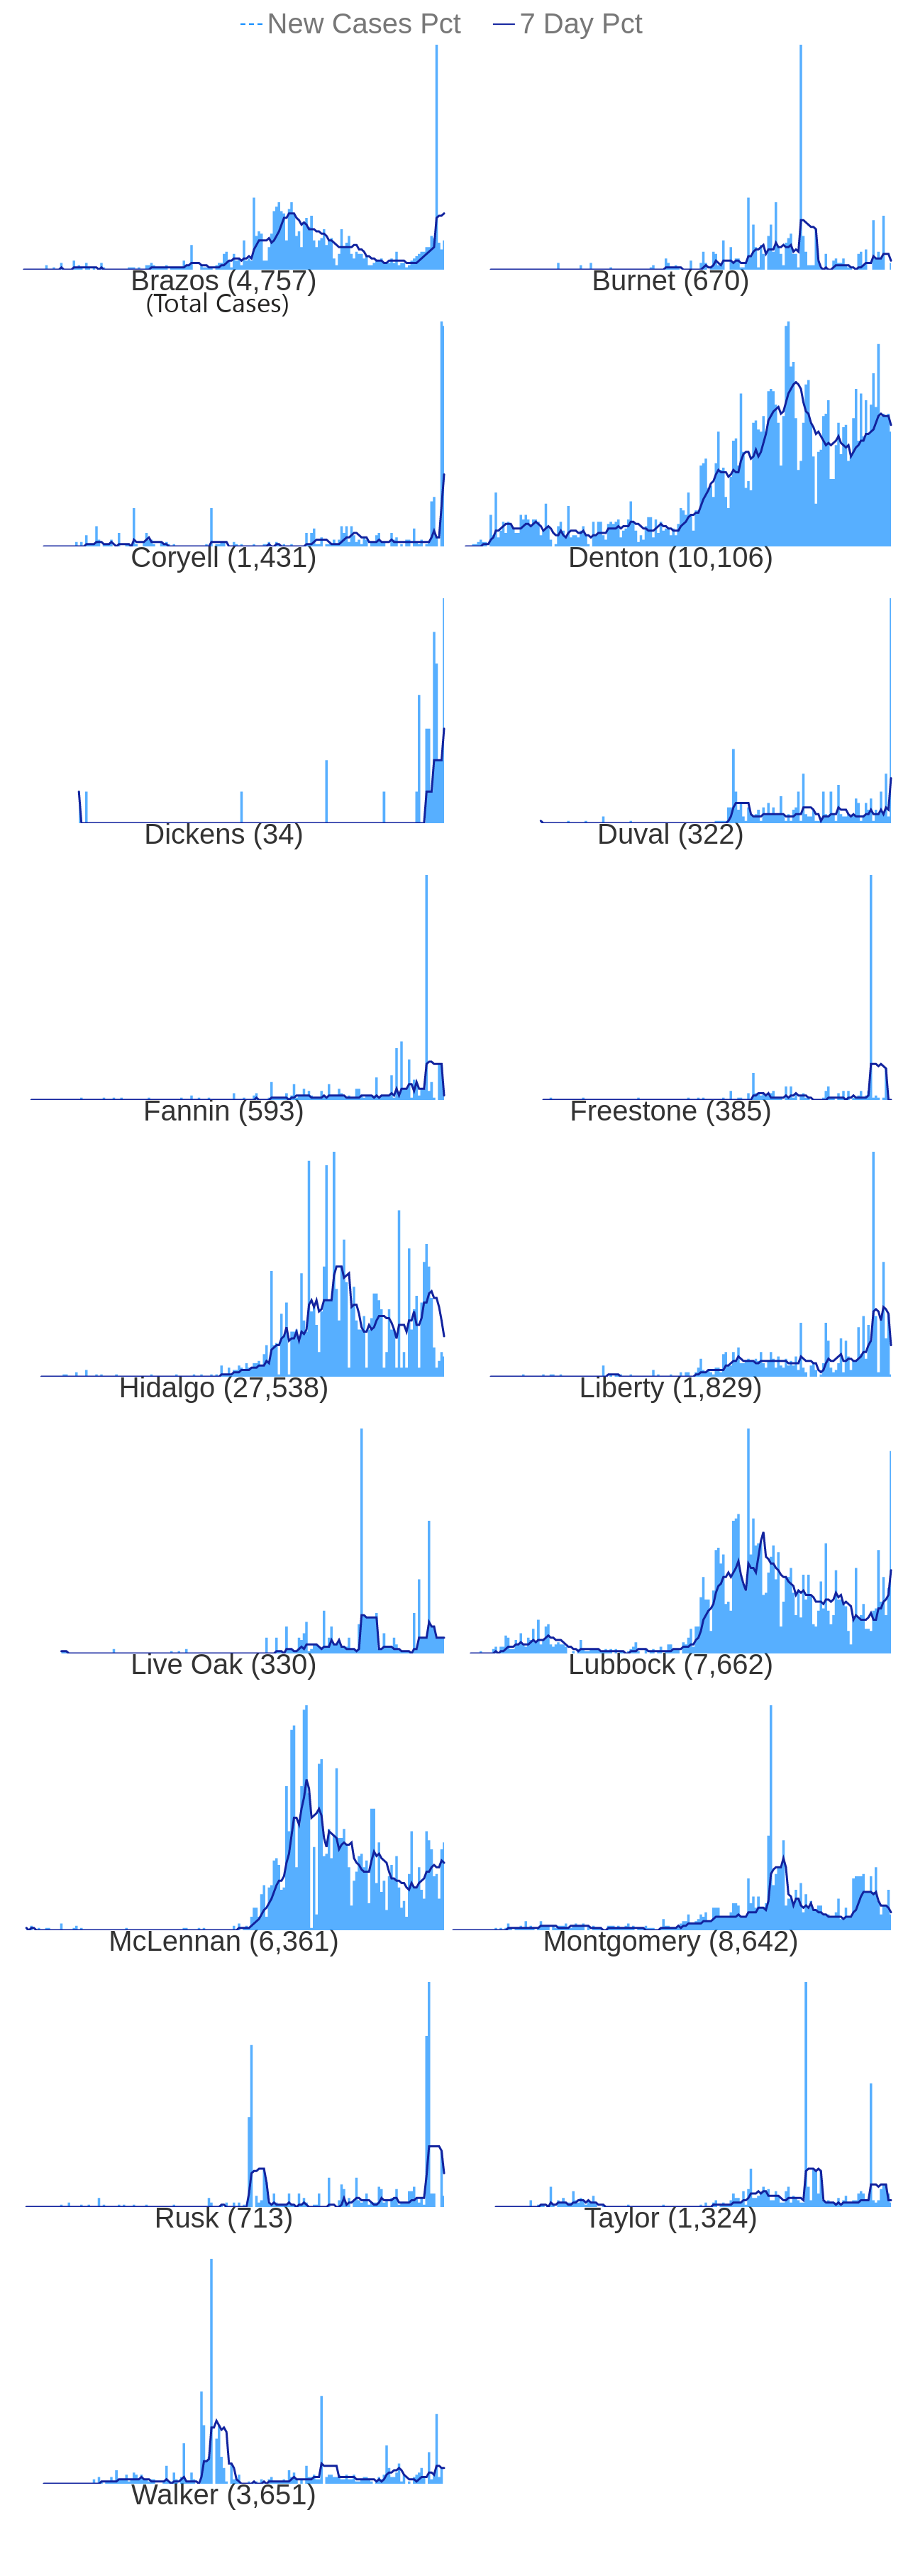 New Cases Pct 7 Day Pct
Brazos (4,757) Burnet (670)
(Total Cases)
Coryell (1,431) Denton (10,106)
Dickens (34) Duval (322)
Fannin (593) Freestone (385)
Hidalgo (27,538) Liberty (1,829)
Live Oak (330) Lubbock (7,662)
McLennan (6,361) Montgomery (8,642)
Rusk (713) Taylor (1,324)
Walker (3,651)